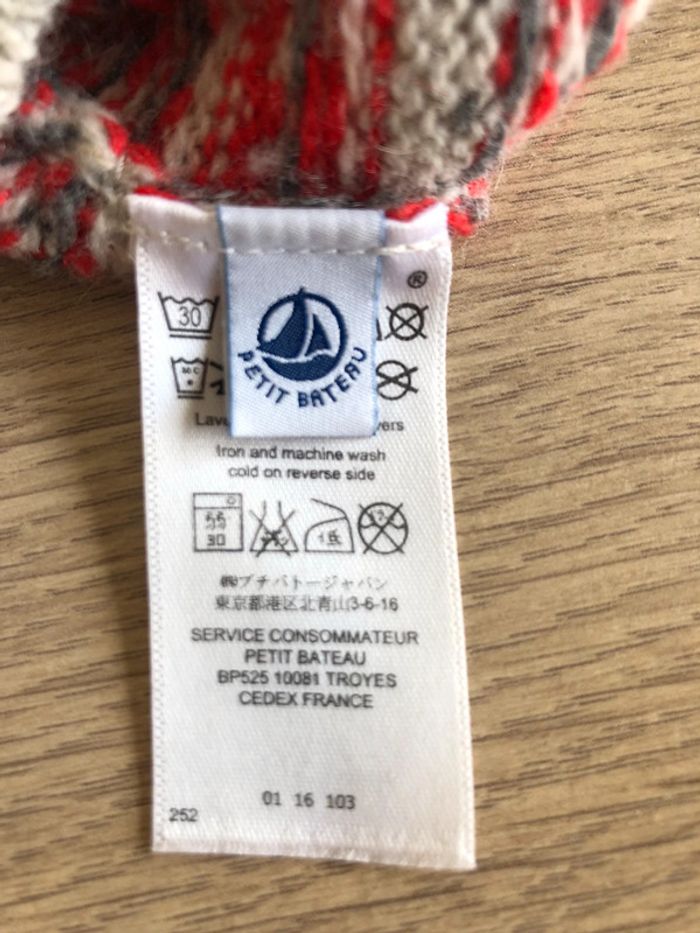 ®
30
PETIT BATEAU
MC
Lave
ers
Iron and machine wash
cold on reverse side
30
㈱プチバトージャパン
東京都港区北青山3-6-16
SERVICE CONSOMMATEUR
PETIT BATEAU
BP525 10081 TROYES
CEDEX FRANCE
01 16 103
252